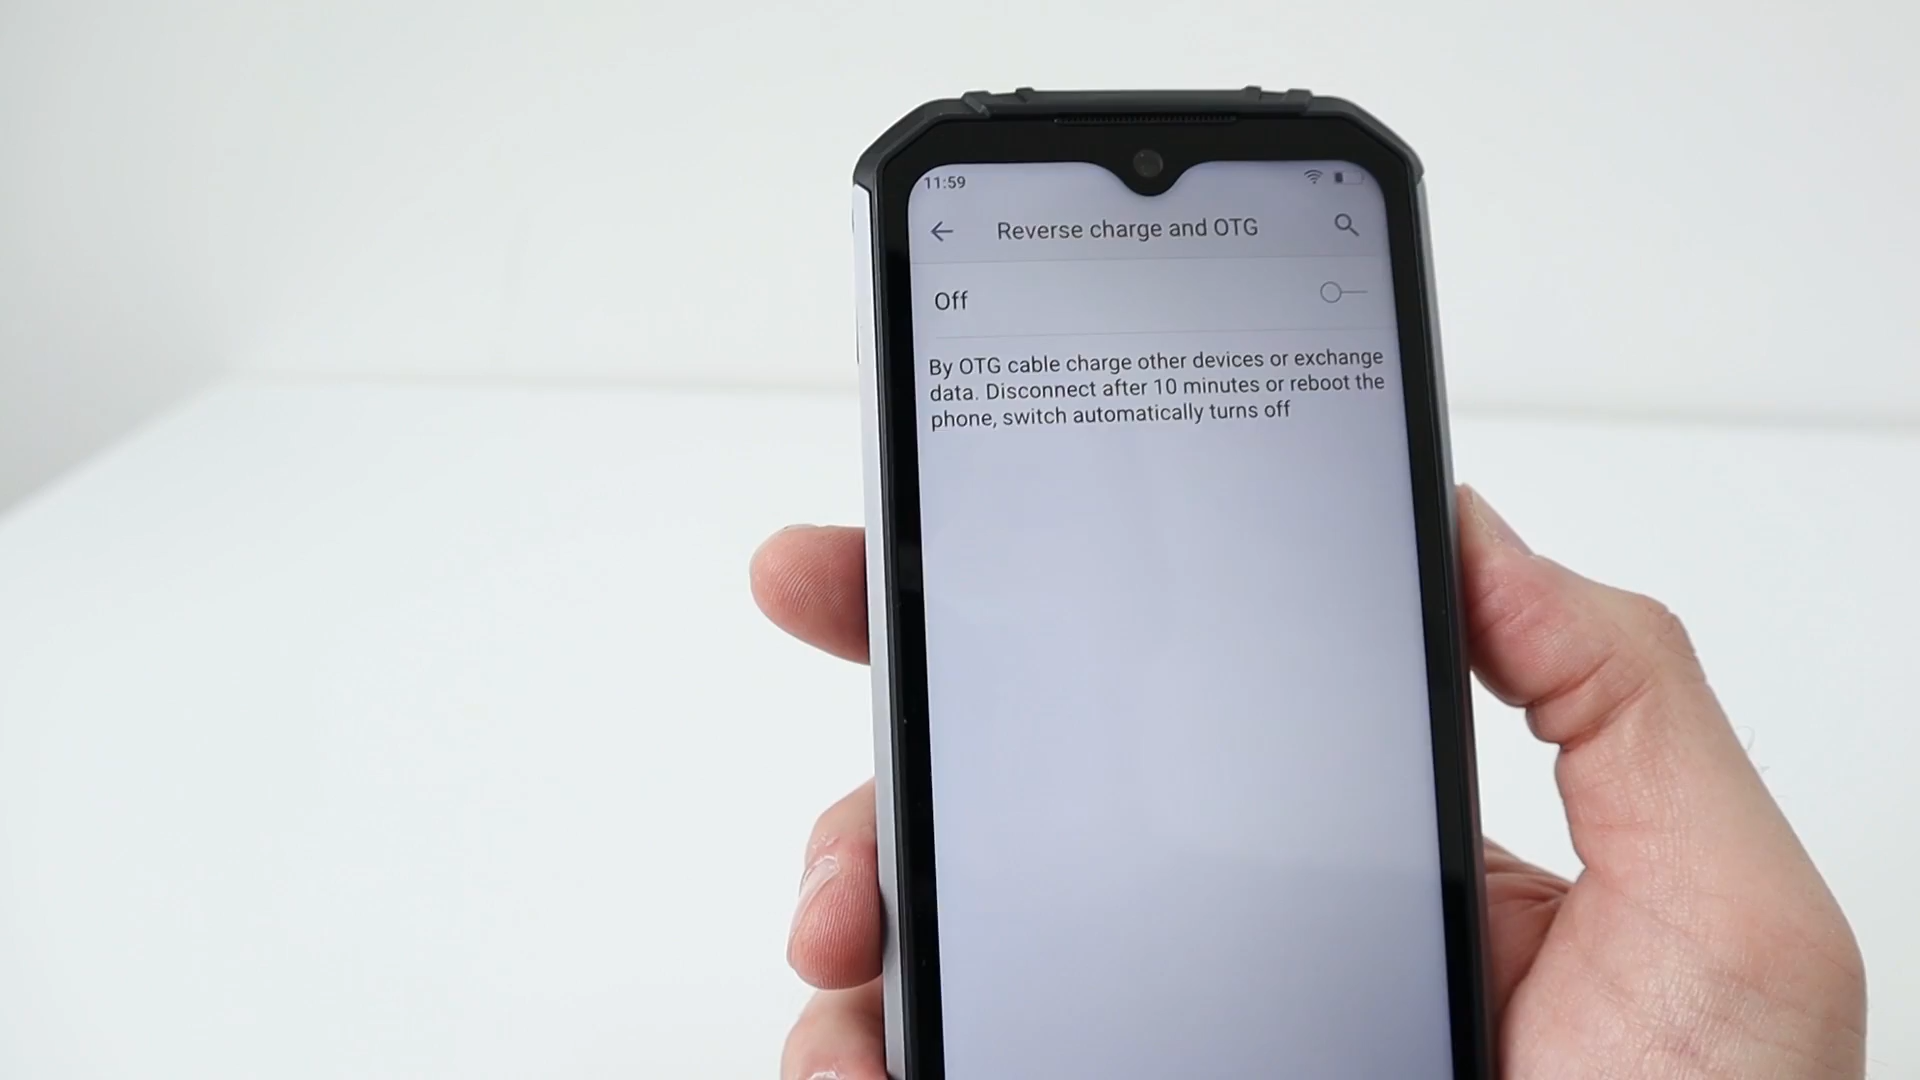 11:59
Reverse charge and OTG
Off
By OTG cable charge other devices or exchange
data. Disconnect after 10 minutes or reboot the
phone, switch automatically turns off